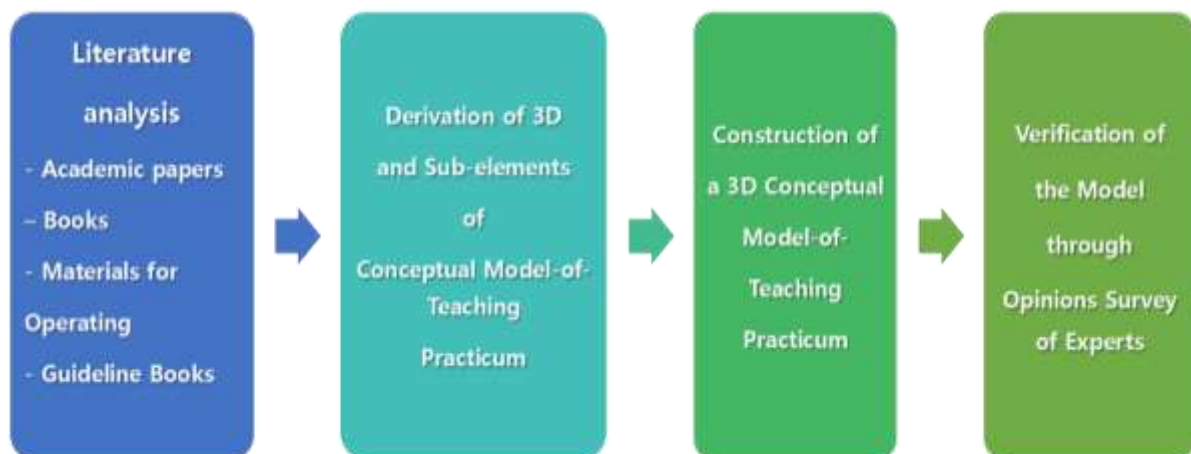 Literature
analysis
- Academic papers
– Books
- Materials for
Operating
- Guideline Books
Derivation of 3D
and Sub-elements
of
Conceptual Model-of-
Teaching
Practicum
Construction of
a 3D Conceptual
Model-of-
Teaching
Practicum
Verification of
the Model
through
Opinions Survey
of Experts